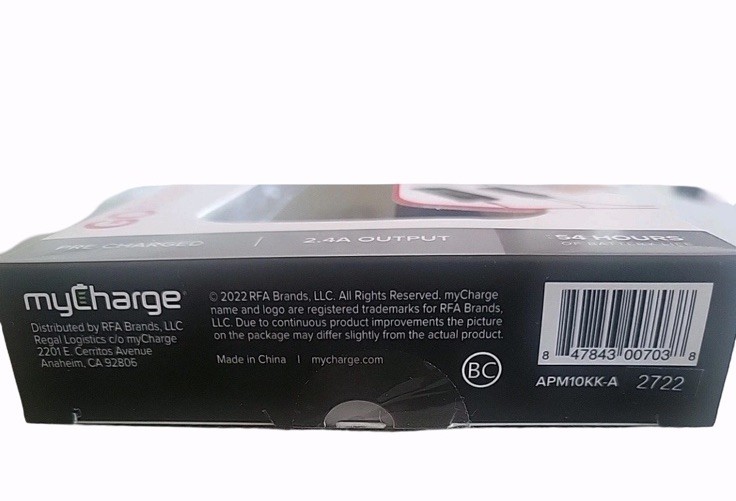 PRE-CHARGED | 2.4A OUTPUT 54 HOURS
myCharge®
Distributed by RFA Brands, LLC
Regal Logistics c/o myCharge
2201 E. Cerritos Avenue
Anaheim, CA 92806
© 2022 RFA Brands, LLC. All Rights Reserved. myCharge
name and logo are registered trademarks for RFA Brands,
LLC. Due to continuous product improvements the picture
on the package may differ slightly from the actual product.
Made in China | mycharge.com
BC
8 47843 00703 8
APM10KK-A 2722